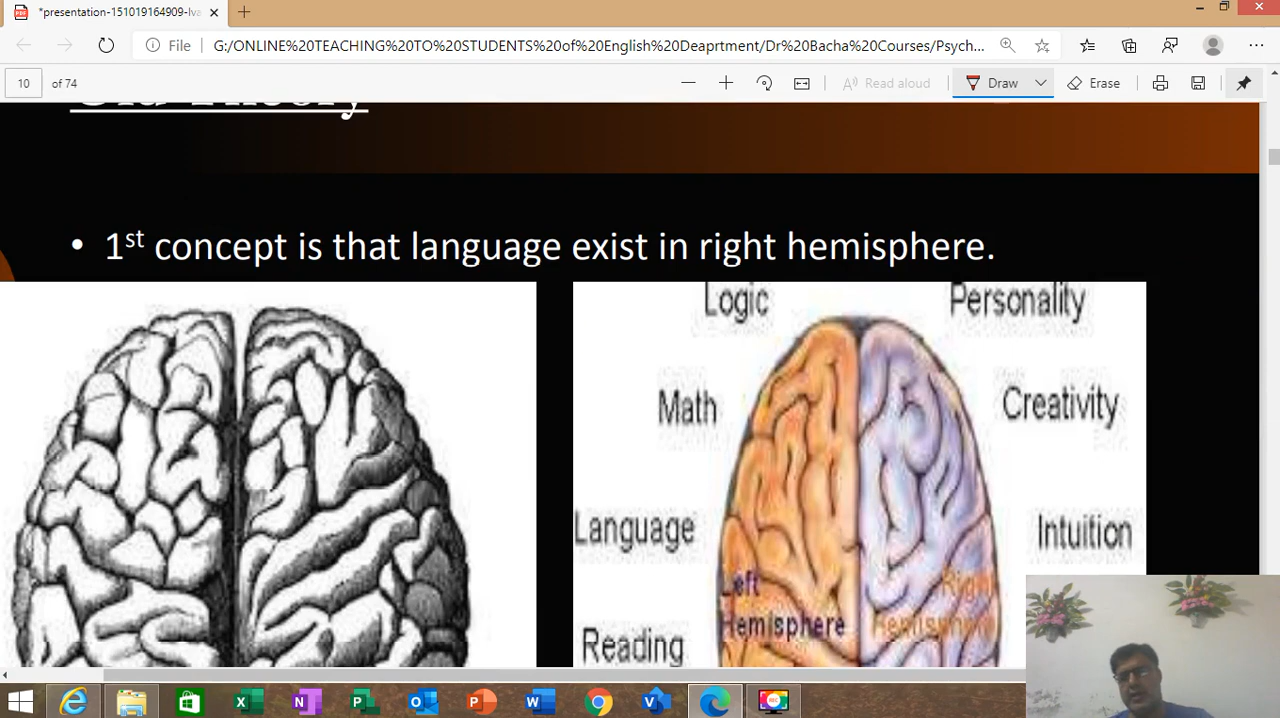 *presentation-151019164909-lva
File
G:/ONLINE%20TEACHING%20TO%20STUDENTS%20of%20English%20Deaprtment/Dr%20Bacha%20Courses/Psych...
10 of 74
Read aloud
Draw
Erase
Theory
• 1st concept is that language exist in right hemisphere.
Logic
Personality
Math
Creativity
Language
Intuition
Left
Hemisphere
Right
Hemisphere
Reading